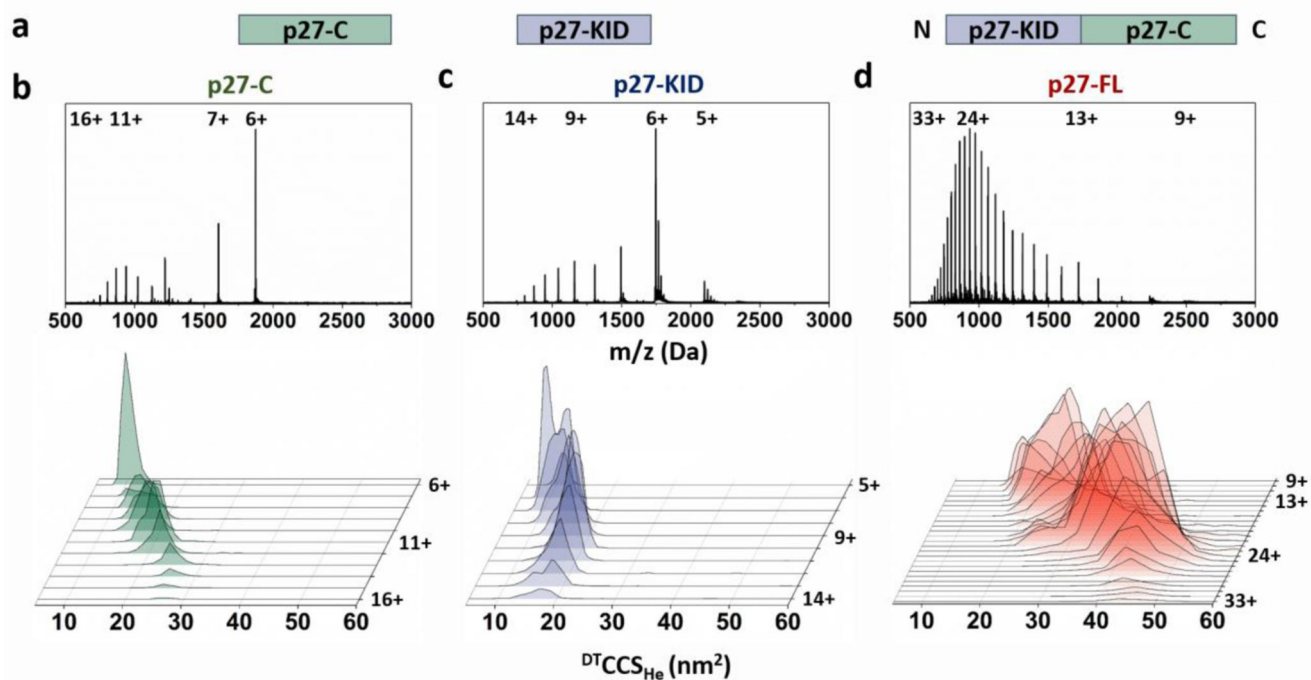 a p27-C p27-KID N p27-KID p27-C C
b p27-C c p27-KID d p27-FL
16+ 11+ 7+ 6+ 14+ 9+ 6+ 5+ 33+ 24+ 13+ 9+
500 1000 1500 2000 2500 3000 500 1000 1500 2000 2500 3000 500 1000 1500 2000 2500 3000
m/z (Da)
6+ 5+ 9+
13+
11+ 9+
24+
16+ 14+ 33+
10 20 30 40 50 60 10 20 30 40 50 60 10 20 30 40 50 60
DTCCSHe (nm²)